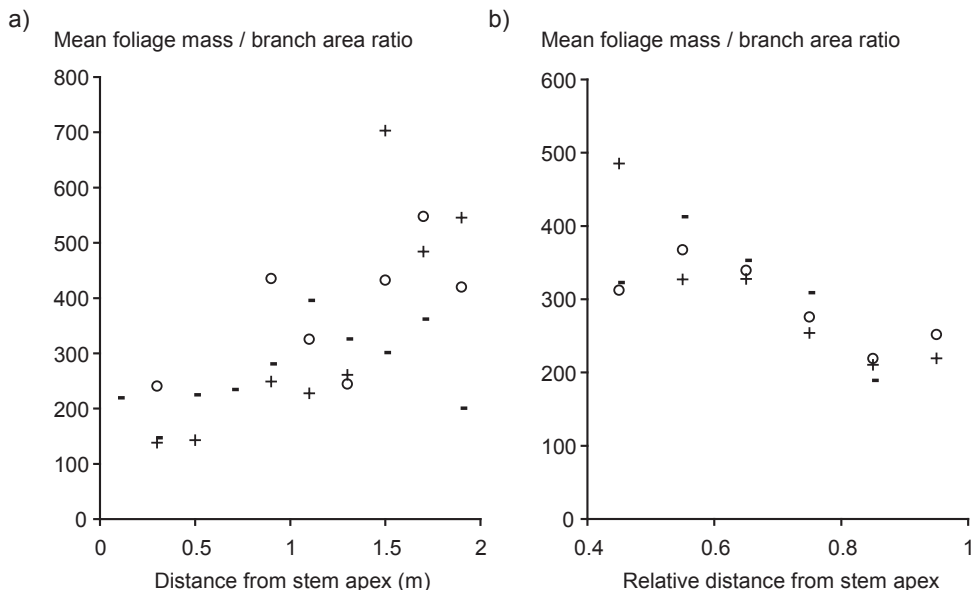 a)
Mean foliage mass / branch area ratio
800
700
600
500
400
300
200
100
0
0 0.5 1 1.5 2
Distance from stem apex (m)
b)
Mean foliage mass / branch area ratio
600
500
400
300
200
100
0
0.4 0.6 0.8 1
Relative distance from stem apex